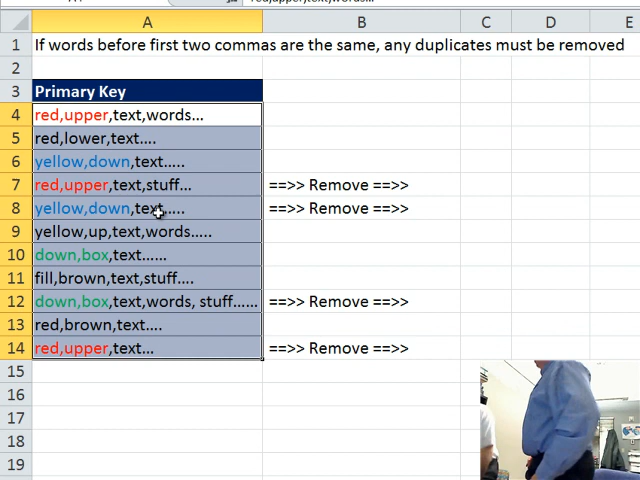 A B C D E
1 If words before first two commas are the same, any duplicates must be removed
2
3 Primary Key
4 red,upper,text,words...
5 red,lower,text....
6 yellow,down,text.....
7 red,upper,text,stuff... ==>> Remove ==>>
8 yellow,down,text..... ==>> Remove ==>>
9 yellow,up,text,words.....
10 down,box,text......
11 fill,brown,text,stuff....
12 down,box,text,words, stuff...... ==>> Remove ==>>
13 red,brown,text....
14 red,upper,text... ==>> Remove ==>>
15
16
17
18
19